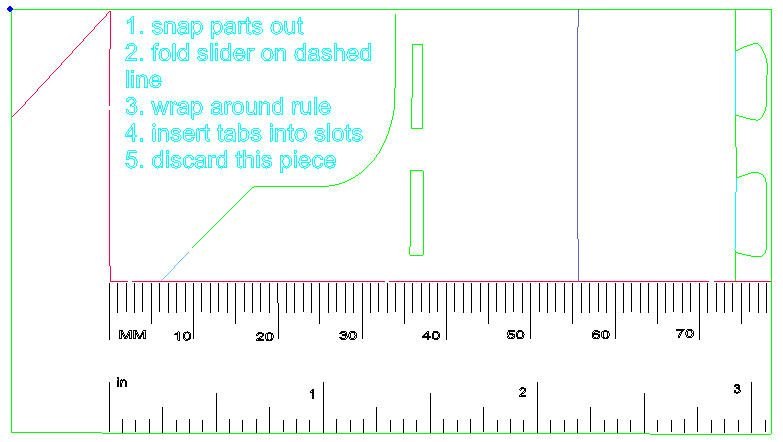 1. snap parts out
2. fold slider on dashed
line
3. wrap around rule
4. insert tabs into slots
5. discard this piece
MM 10 20 30 40 50 60 70
in 1 2 3